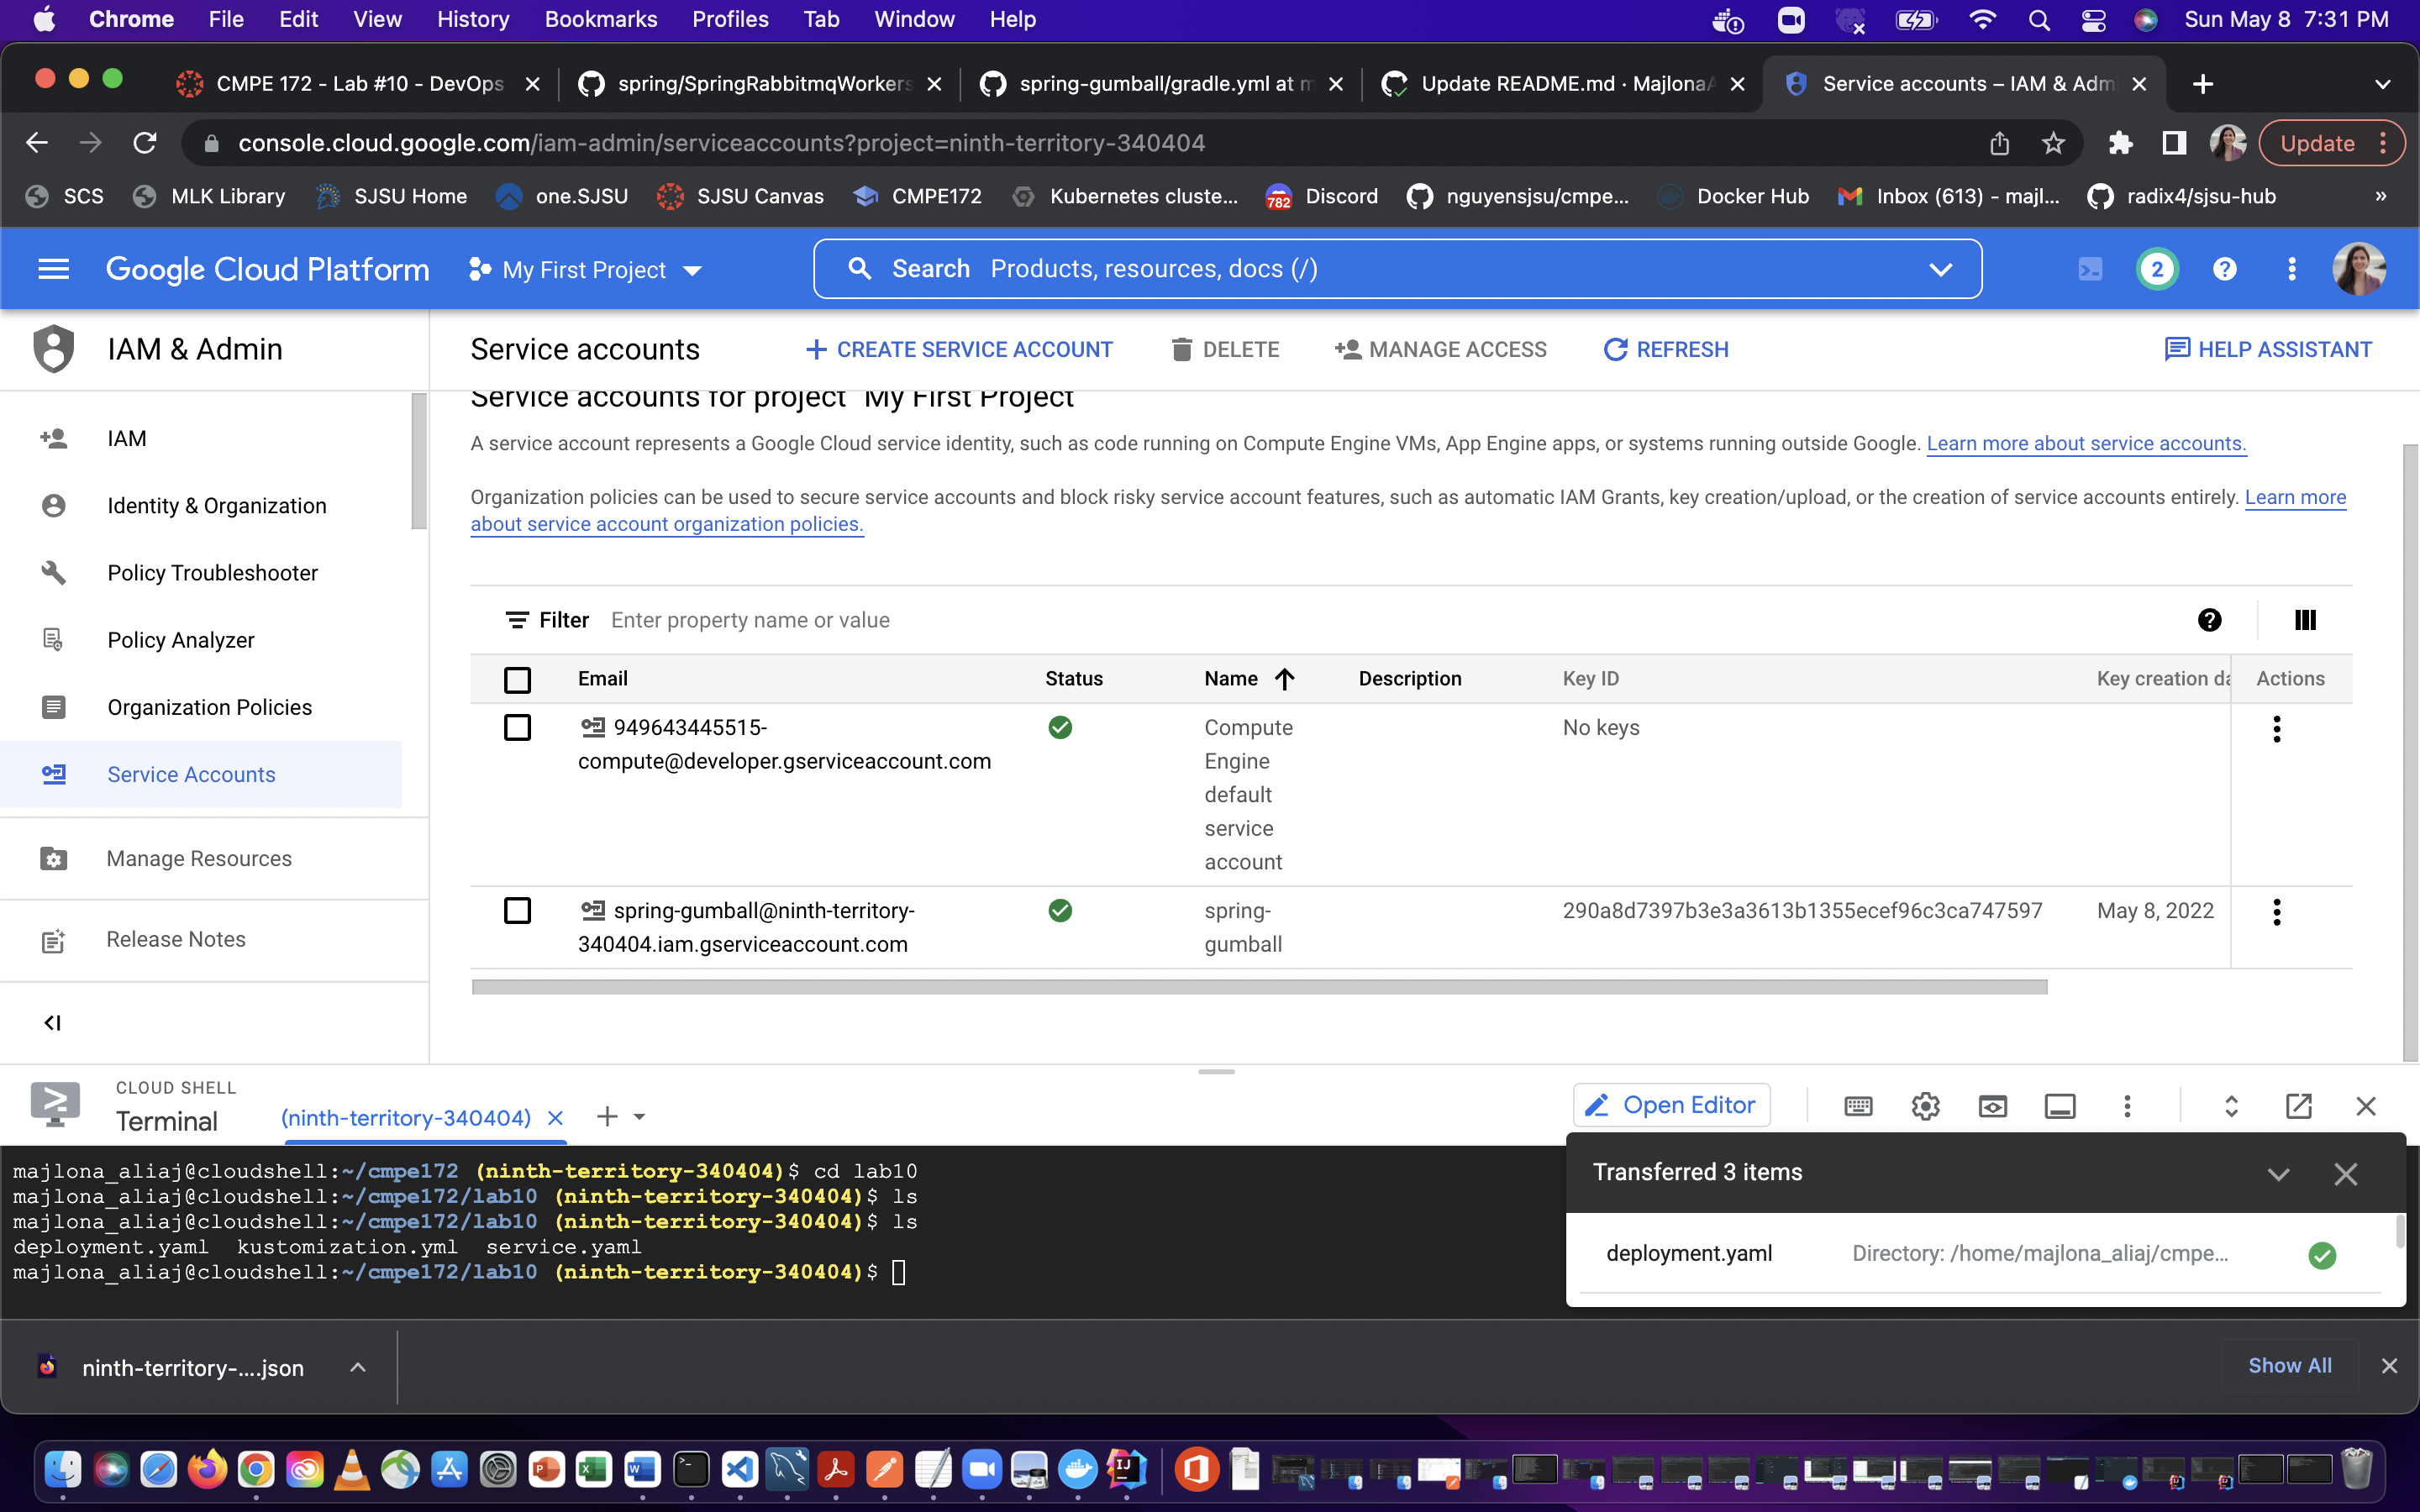 Chrome File Edit View History Bookmarks Profiles Tab Window Help Sun May 8 7:31 PM
CMPE 172 - Lab #10 - DevOps spring/SpringRabbitmqWorkers spring-gumball/gradle.yml at m Update README.md · MajlonaA Service accounts – IAM & Adm
console.cloud.google.com/iam-admin/serviceaccounts?project=ninth-territory-340404 Update
SCS MLK Library SJSU Home one.SJSU SJSU Canvas CMPE172 Kubernetes cluste... 782 Discord nguyensjsu/cmpe... Docker Hub Inbox (613) - majl... radix4/sjsu-hub »
Google Cloud Platform My First Project Search Products, resources, docs (/) 2
IAM & Admin
Service accounts CREATE SERVICE ACCOUNT DELETE MANAGE ACCESS REFRESH HELP ASSISTANT
IAM
Identity & Organization
Policy Troubleshooter
Policy Analyzer
Organization Policies
Service Accounts
Manage Resources
Release Notes
Service accounts for project "My First Project"
A service account represents a Google Cloud service identity, such as code running on Compute Engine VMs, App Engine apps, or systems running outside Google. Learn more about service accounts.
Organization policies can be used to secure service accounts and block risky service account features, such as automatic IAM Grants, key creation/upload, or the creation of service accounts entirely. Learn more
about service account organization policies.
Filter Enter property name or value
Email Status Name Description Key ID Key creation da Actions
949643445515- Compute No keys
compute@developer.gserviceaccount.com Engine
default
service
account
spring-gumball@ninth-territory- spring- 290a8d7397b3e3a3613b1355ecef96c3ca747597 May 8, 2022
340404.iam.gserviceaccount.com gumball
CLOUD SHELL
Terminal (ninth-territory-340404) Open Editor
majlona_aliaj@cloudshell:~/cmpe172 (ninth-territory-340404)$ cd lab10
majlona_aliaj@cloudshell:~/cmpe172/lab10 (ninth-territory-340404)$ ls
majlona_aliaj@cloudshell:~/cmpe172/lab10 (ninth-territory-340404)$ ls
deployment.yaml kustomization.yml service.yaml
majlona_aliaj@cloudshell:~/cmpe172/lab10 (ninth-territory-340404)$
Transferred 3 items
deployment.yaml Directory: /home/majlona_aliaj/cmpe...
ninth-territory-....json Show All